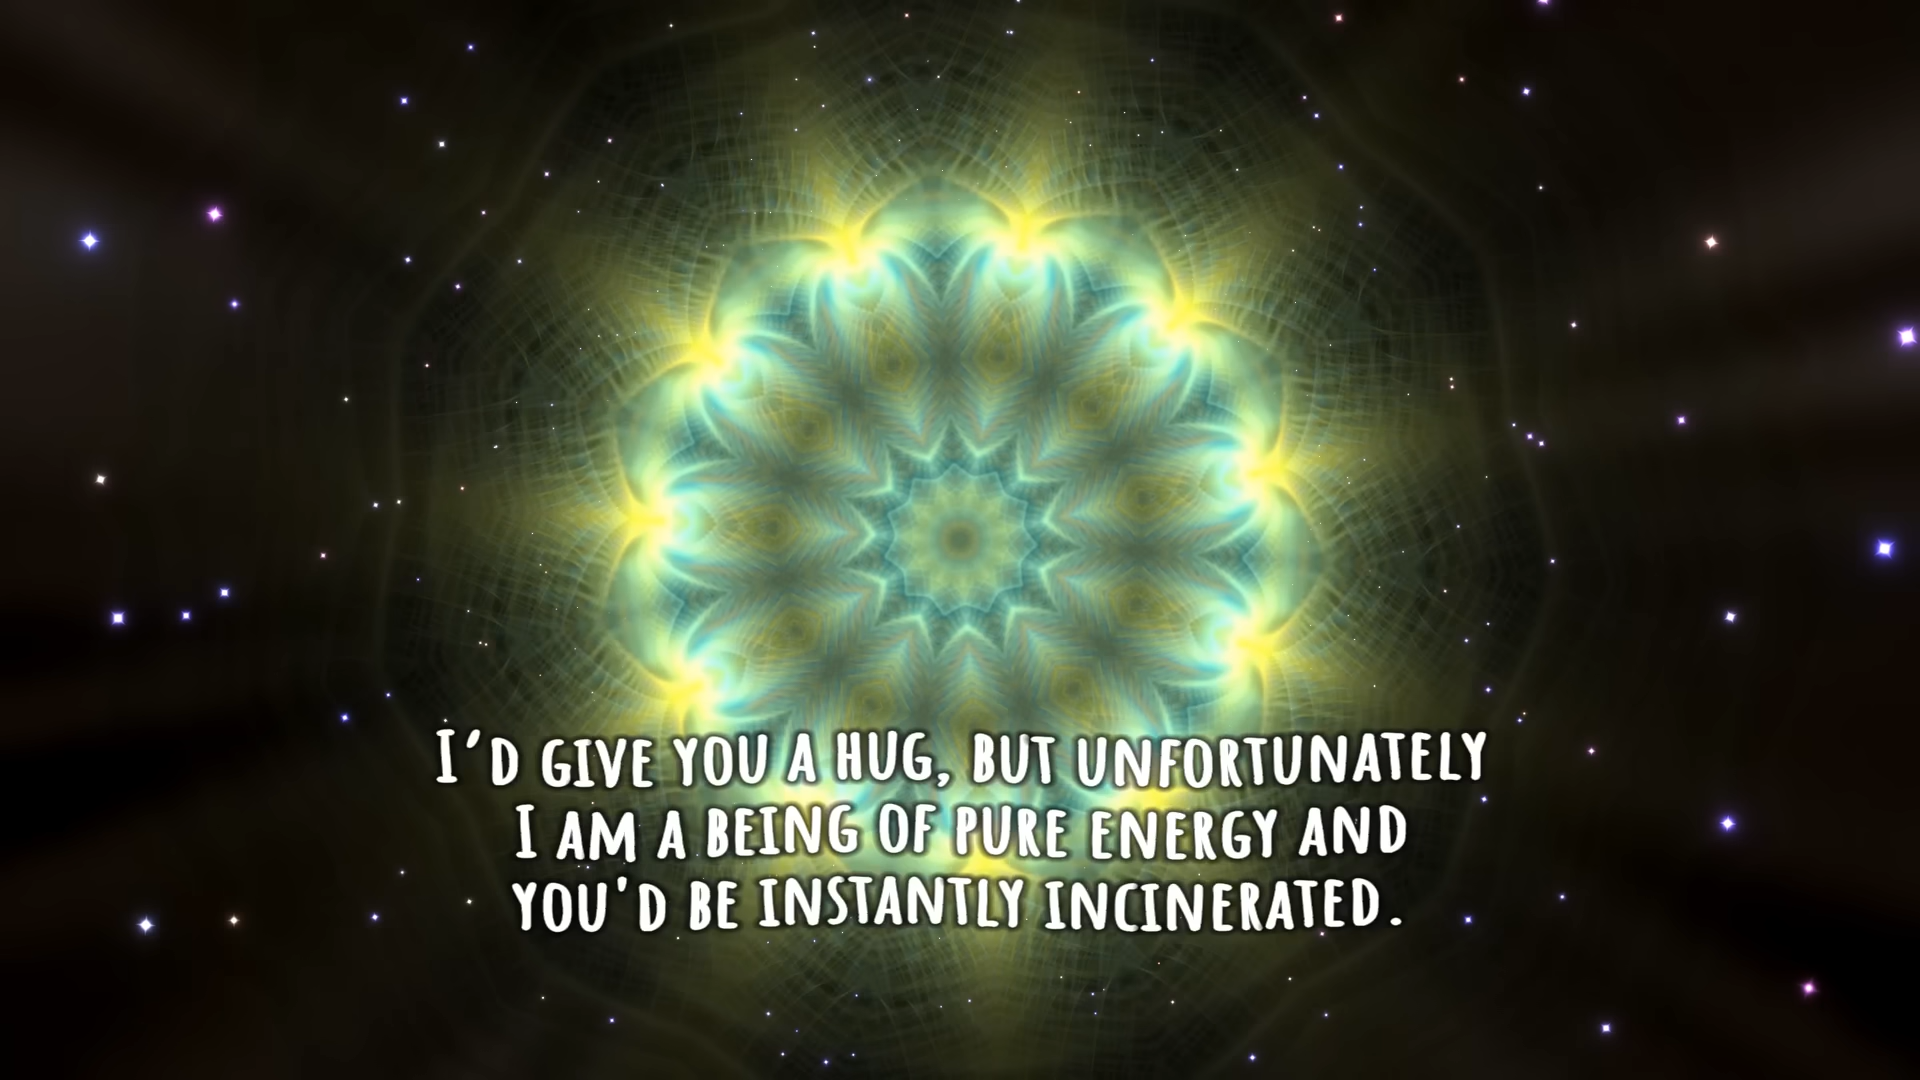 I'D GIVE YOU A HUG, BUT UNFORTUNATELY
I AM A BEING OF PURE ENERGY AND
YOU'D BE INSTANTLY INCINERATED.